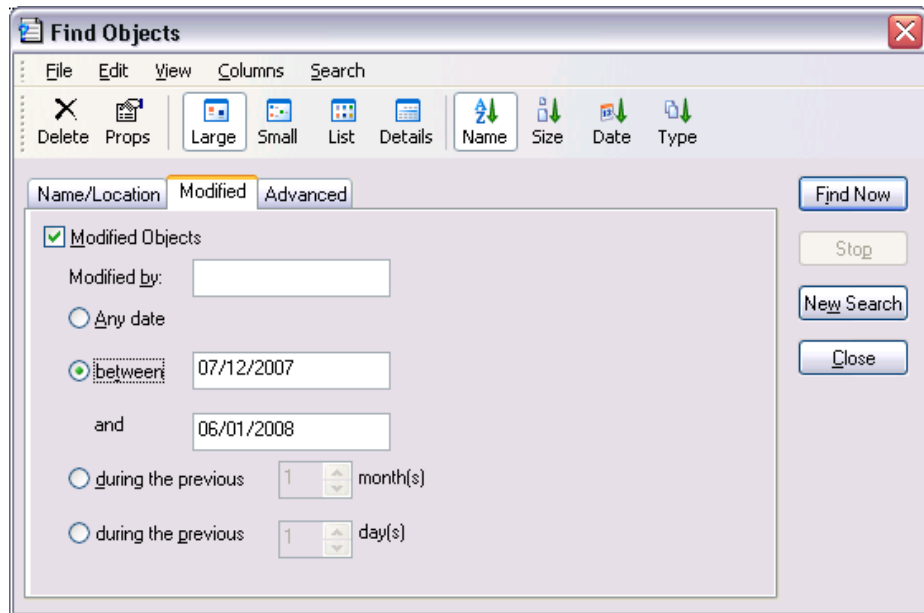 Find Objects
File Edit View Columns Search
Delete Props Large Small List Details Name Size Date Type
Name/Location Modified Advanced
Modified Objects
Modified by:
Any date
between 07/12/2007
and 06/01/2008
during the previous 1 month(s)
during the previous 1 day(s)
Find Now
Stop
New Search
Close